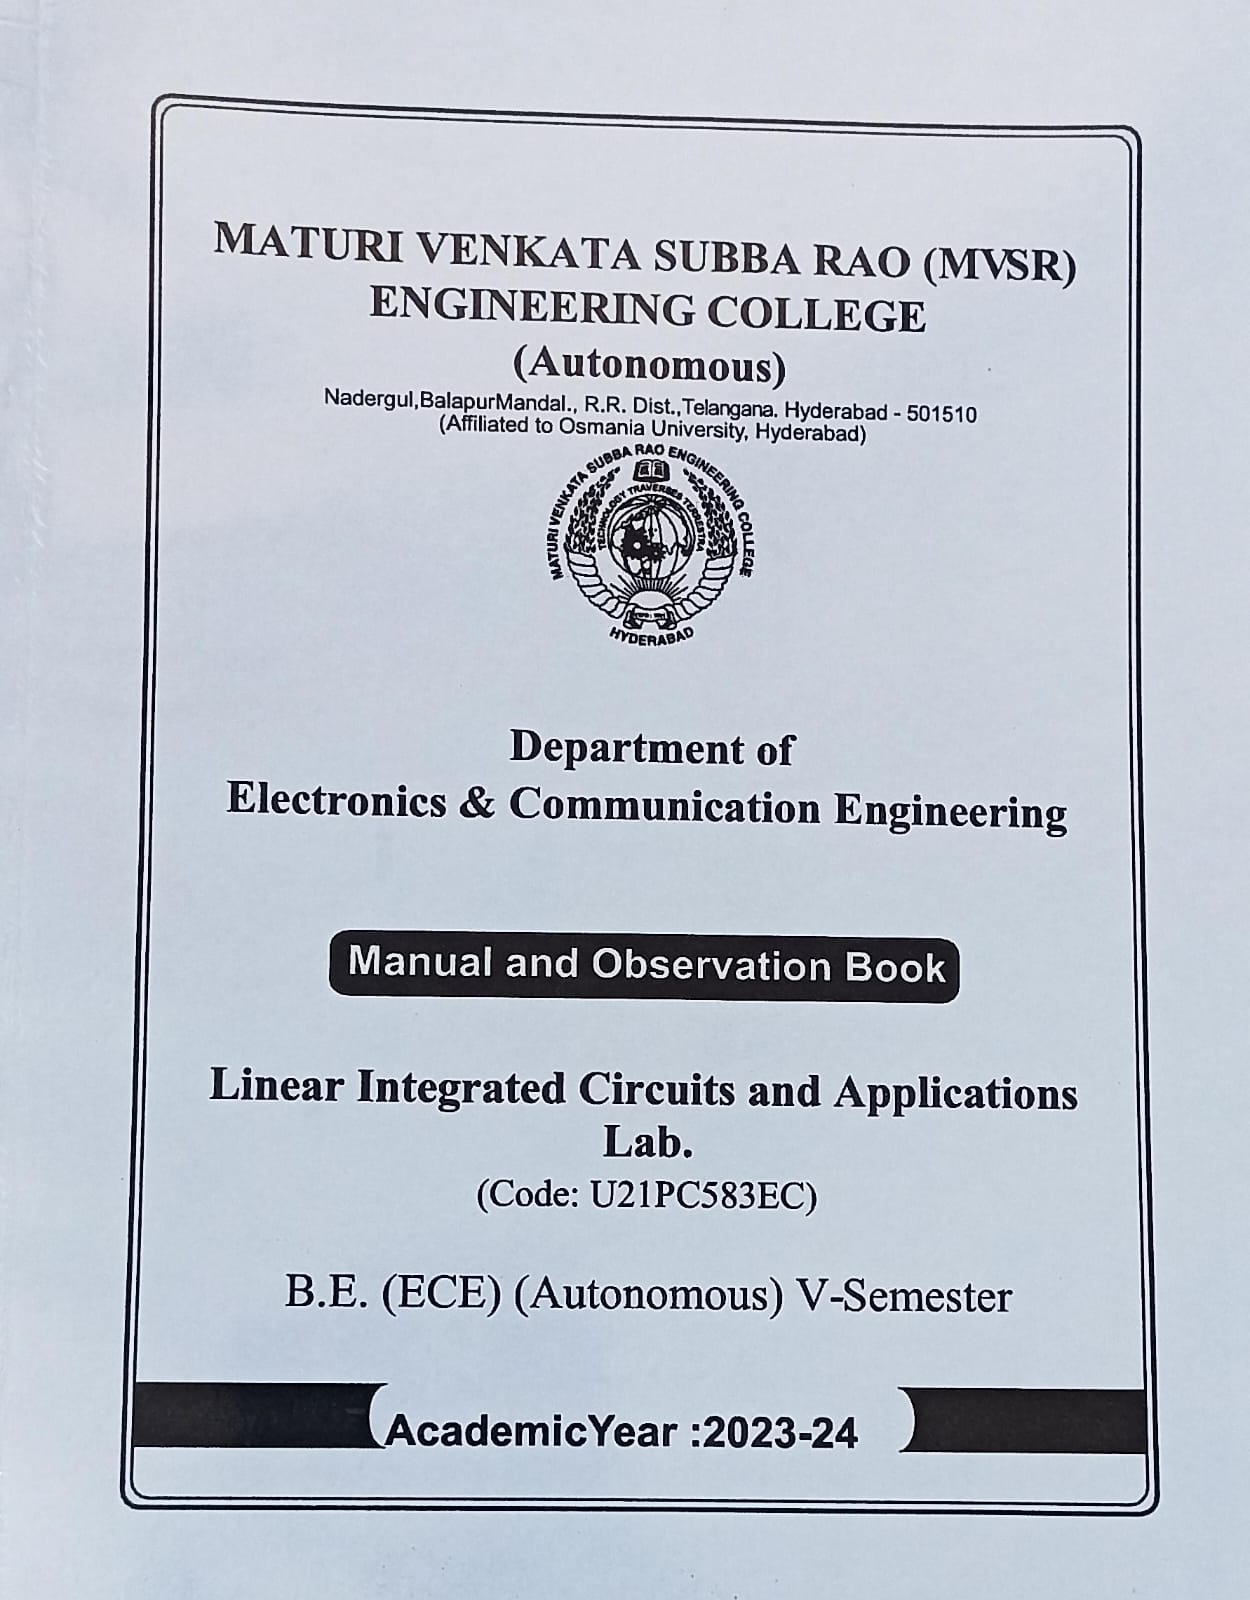 MATURI VENKATA SUBBA RAO (MVSR)
ENGINEERING COLLEGE
(Autonomous)
Nadergul,BalapurMandal., R.R. Dist.,Telangana. Hyderabad - 501510
(Affiliated to Osmania University, Hyderabad)
MATURI VENKATA SUBBA RAO ENGINEERING COLLEGE
TECHNOLOGY TRAVERSES TERRESTRIA
HYDERABAD
Department of
Electronics & Communication Engineering
Manual and Observation Book
Linear Integrated Circuits and Applications
Lab.
(Code: U21PC583EC)
B.E. (ECE) (Autonomous) V-Semester
AcademicYear :2023-24